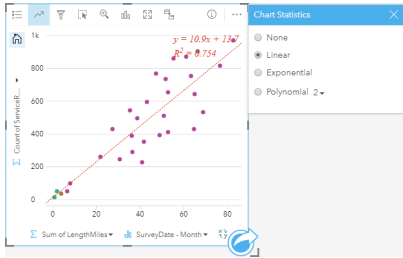 Chart Statistics
None
Linear
Exponential
Polynomial 2
1k
800
600
400
200
0
y = 10.9x + 13.7
R² = 0.754
Count of ServiceR...
0
20
40
60
80
Sum of LengthMiles
SurveyDate - Month